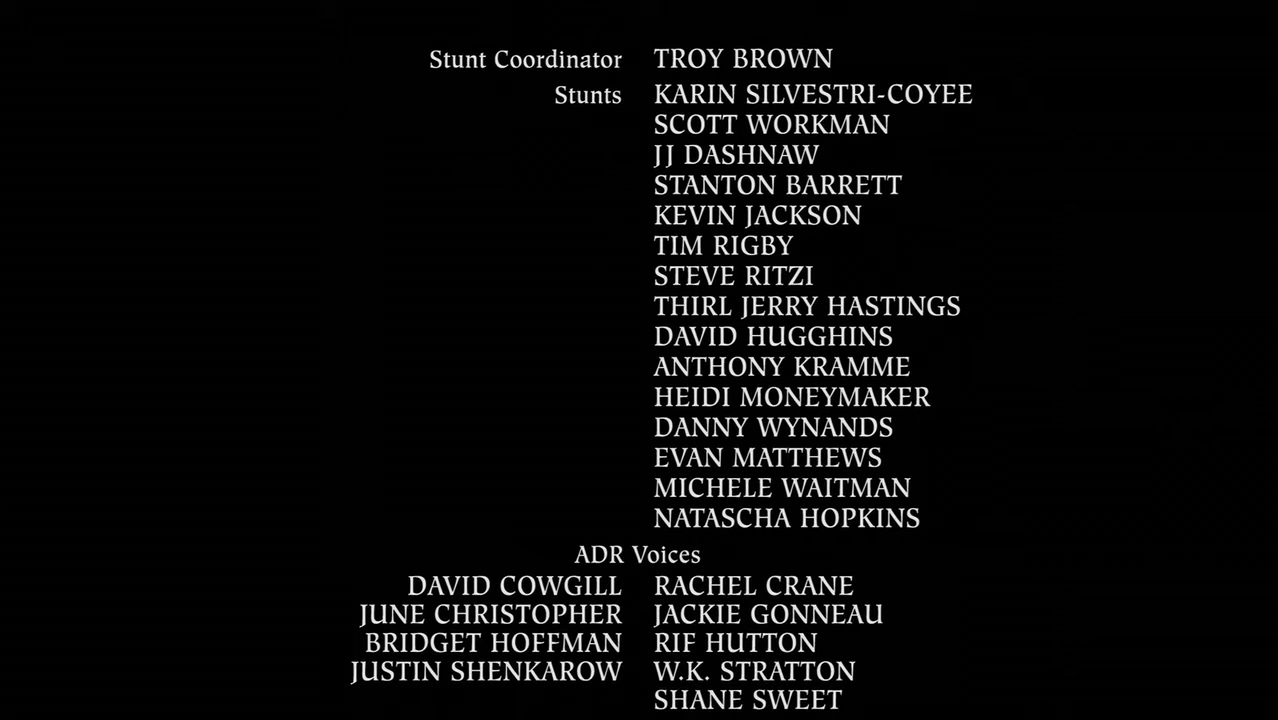 Stunt Coordinator TROY BROWN
Stunts KARIN SILVESTRI-COYEE
SCOTT WORKMAN
JJ DASHNAW
STANTON BARRETT
KEVIN JACKSON
TIM RIGBY
STEVE RITZI
THIRL JERRY HASTINGS
DAVID HUGGHINS
ANTHONY KRAMME
HEIDI MONEYMAKER
DANNY WYNANDS
EVAN MATTHEWS
MICHELE WAITMAN
NATASCHA HOPKINS
ADR Voices
DAVID COWGILL RACHEL CRANE
JUNE CHRISTOPHER JACKIE GONNEAU
BRIDGET HOFFMAN RIF HUTTON
JUSTIN SHENKAROW W.K. STRATTON
SHANE SWEET